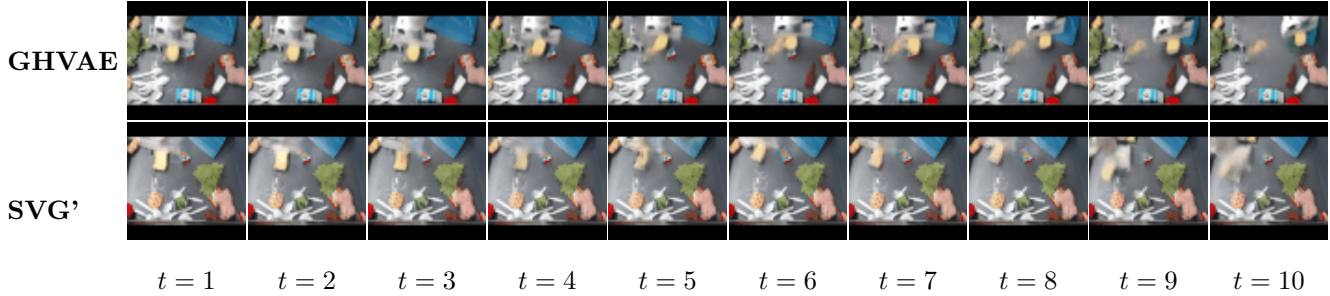 GHVAE
SVG’
t = 1 t = 2 t = 3 t = 4 t = 5 t = 6 t = 7 t = 8 t = 9 t = 10